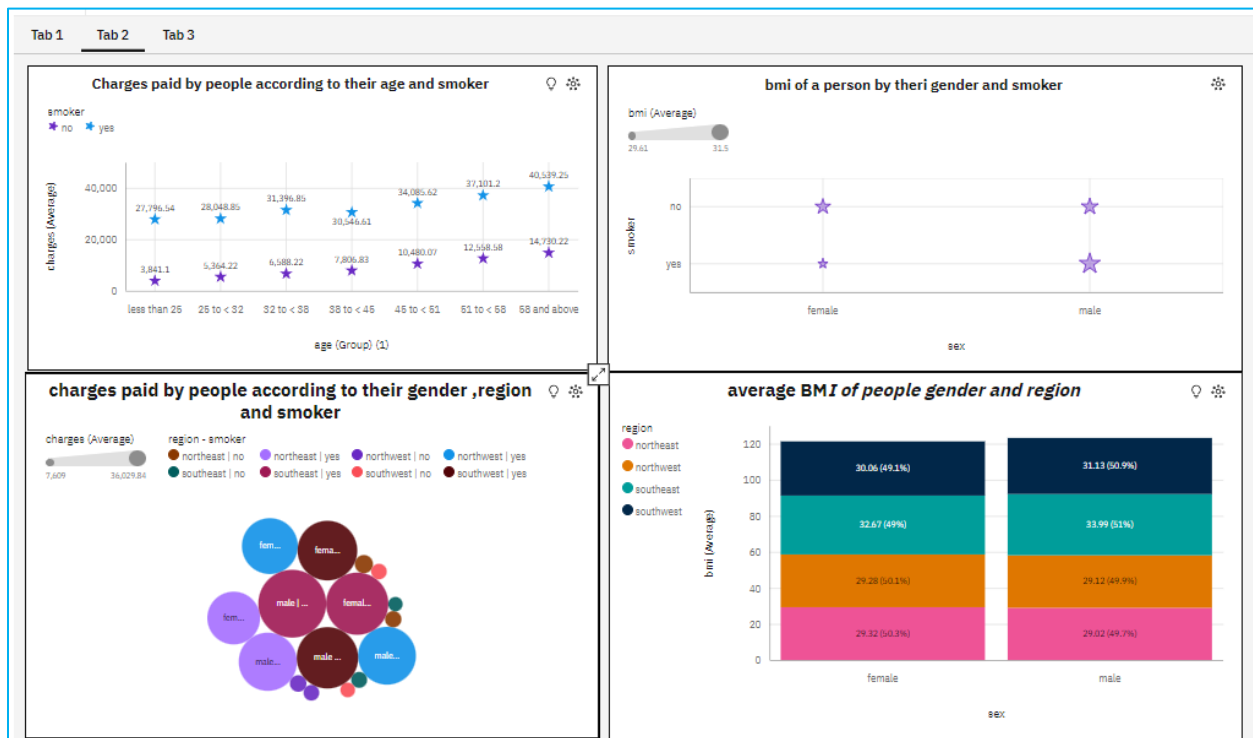 Tab 1 Tab 2 Tab 3
Charges paid by people according to their age and smoker
smoker
no yes
charges (Average)
40,000
20,000
0
27,796.54 28,048.85 31,396.85 30,546.61 34,085.62 37,101.2 40,539.25
3,841.1 5,364.22 6,588.22 7,806.83 10,480.07 12,558.58 14,730.22
less than 25 25 to < 32 32 to < 38 38 to < 45 45 to < 51 51 to < 58 58 and above
age (Group) (1)
bmi of a person by theri gender and smoker
bmi (Average)
29.61 31.5
smoker
no
yes
female male
sex
charges paid by people according to their gender ,region
and smoker
charges (Average)
7,609 36,029.84
region - smoker
northeast | no northeast | yes northwest | no northwest | yes
southeast | no southeast | yes southwest | no southwest | yes
fem... fema...
male | ... femal...
fem...
male... male ... male...
average BMI of people gender and region
region
northeast
northwest
southeast
southwest
bmi (Average)
120
100
80
60
40
20
0
30.06 (49.1%) 31.13 (50.9%)
32.67 (49%) 33.99 (51%)
29.28 (50.1%) 29.12 (49.9%)
29.32 (50.3%) 29.02 (49.7%)
female male
sex